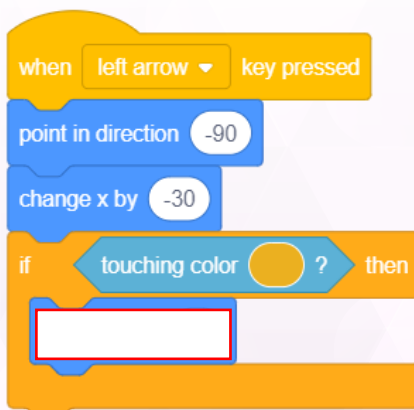 when left arrow key pressed
point in direction -90
change x by -30
if touching color ? then